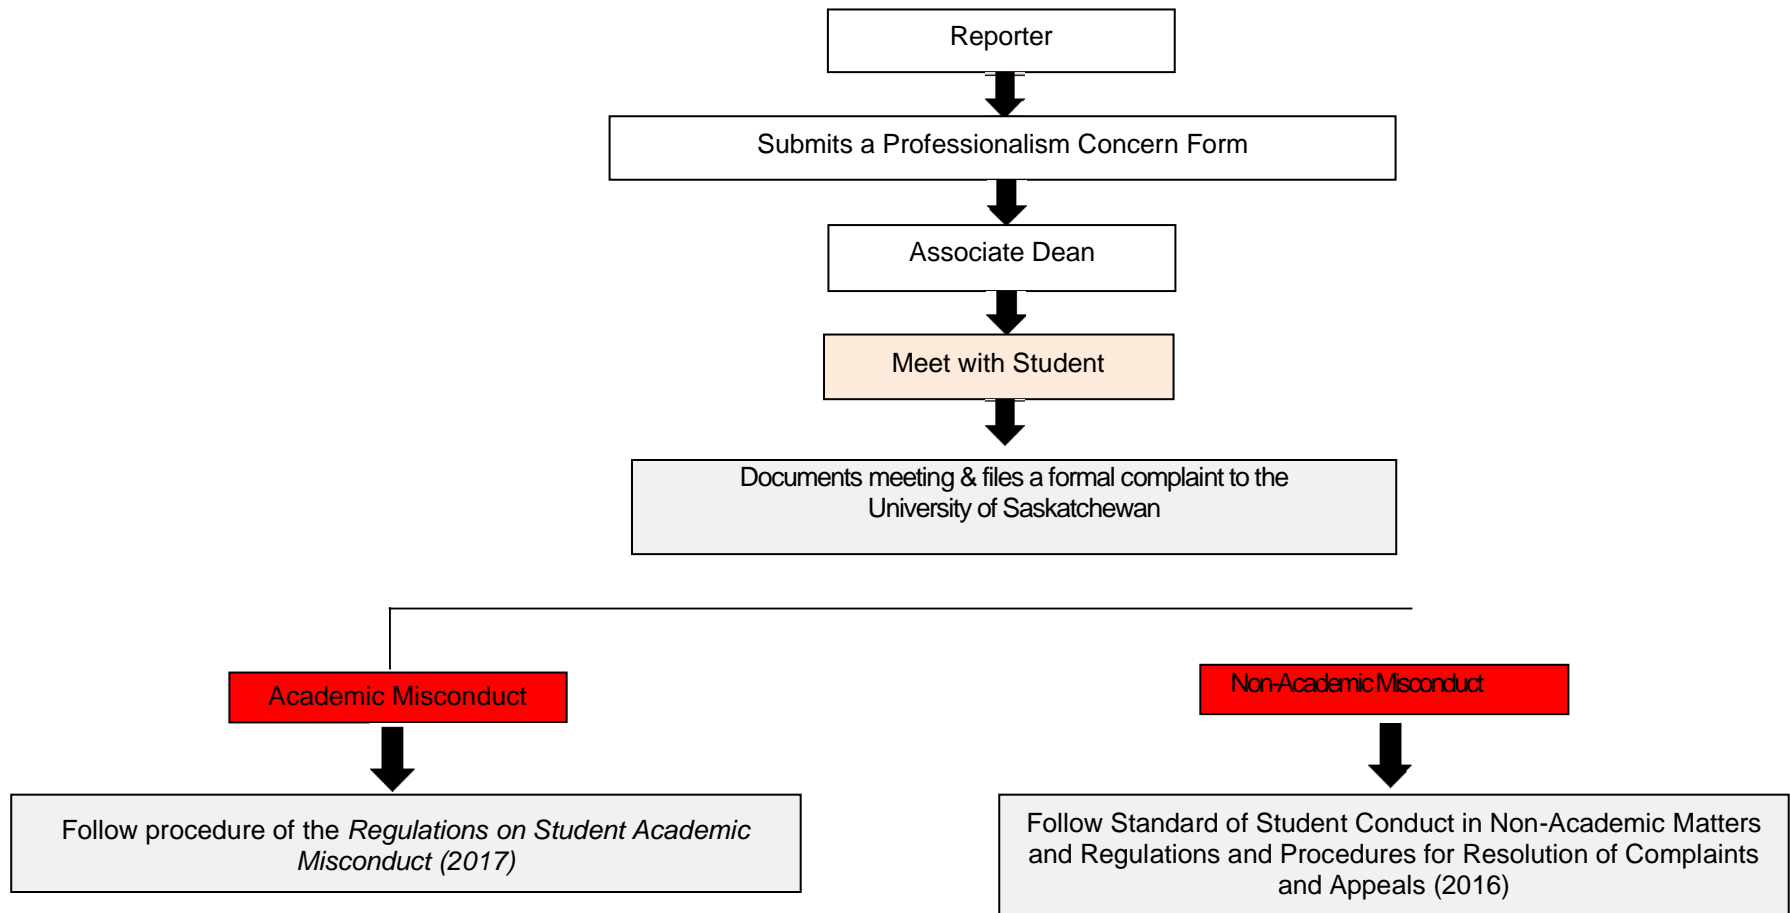 Reporter
Submits a Professionalism Concern Form
Associate Dean
Meet with Student
Documents meeting & files a formal complaint to the
University of Saskatchewan
Academic Misconduct
Non-Academic Misconduct
Follow procedure of the Regulations on Student Academic
Misconduct (2017)
Follow Standard of Student Conduct in Non-Academic Matters
and Regulations and Procedures for Resolution of Complaints
and Appeals (2016)